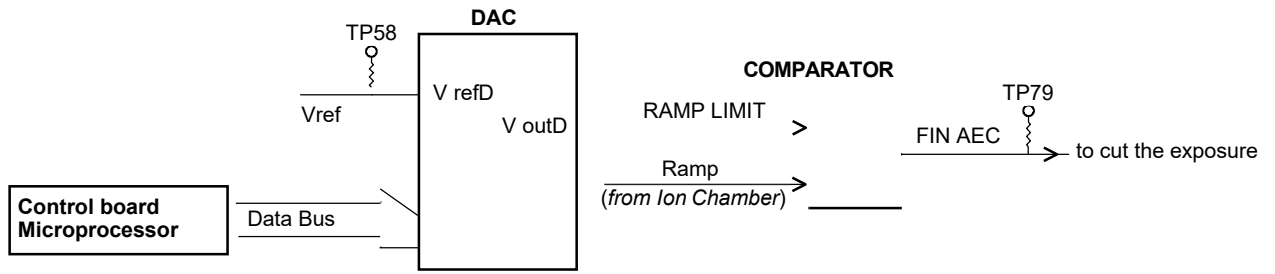 DAC
TP58
V refD
Vref
V outD
Control board
Microprocessor
Data Bus
COMPARATOR
RAMP LIMIT
Ramp
(from Ion Chamber)
TP79
FIN AEC
to cut the exposure